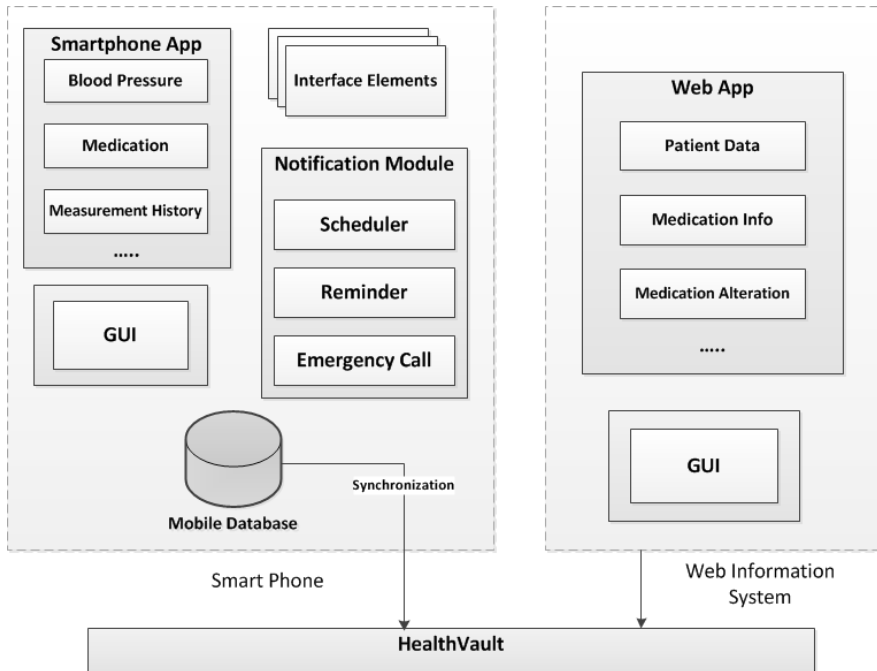 Smartphone App
Blood Pressure
Medication
Measurement History
.....
Interface Elements
Notification Module
Scheduler
Reminder
Emergency Call
GUI
Mobile Database
Synchronization
Smart Phone
Web App
Patient Data
Medication Info
Medication Alteration
.....
GUI
Web Information
System
HealthVault